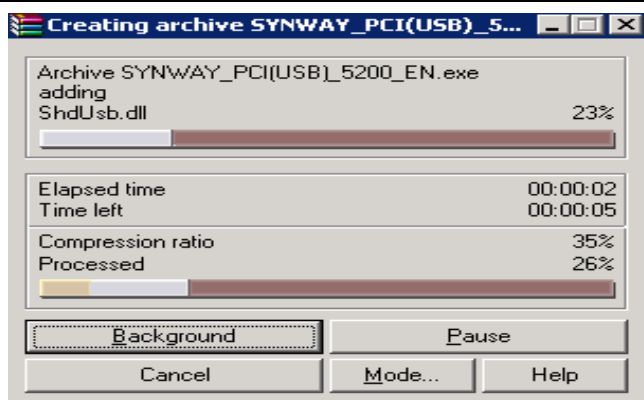 Creating archive SYNWAY_PCI(USB)_5...
Archive SYNWAY_PCI(USB)_5200_EN.exe
adding
ShdUsb.dll 23%
Elapsed time 00:00:02
Time left 00:00:05
Compression ratio 35%
Processed 26%
Background Pause
Cancel Mode... Help